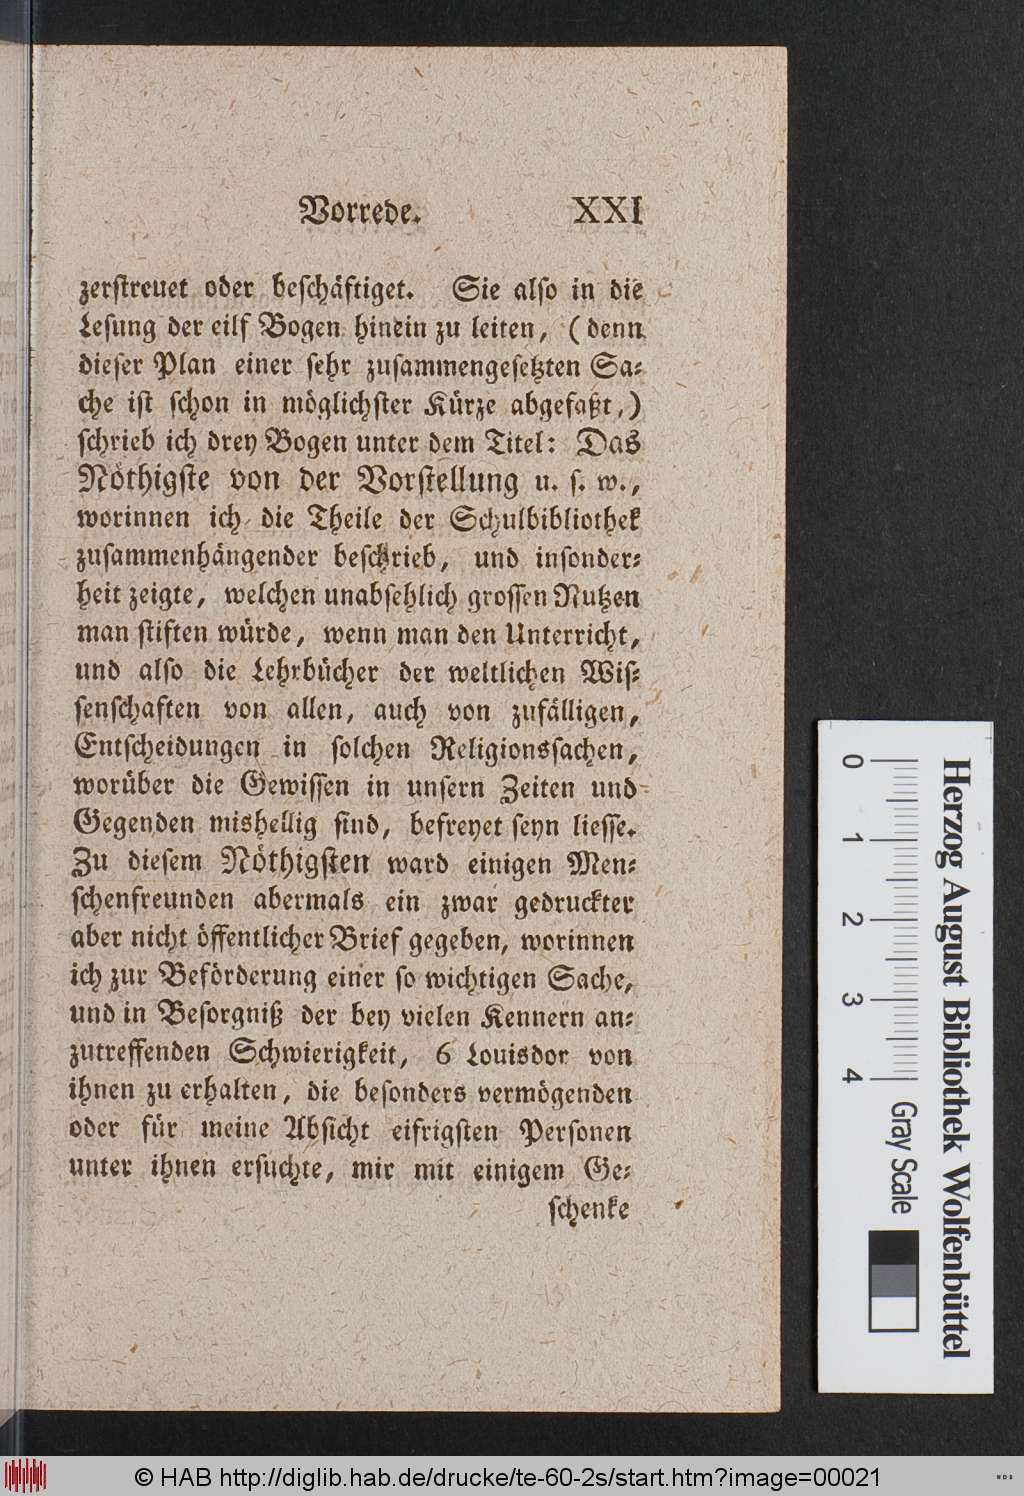 Vorrede. XXI
zerstreuet oder beschäftiget. Sie also in die
Lesung der eilf Bogen hinein zu leiten, (denn
dieser Plan einer sehr zusammengesetzten Sa-
che ist schon in möglichster Kürze abgefaßt,)
schrieb ich drey Bogen unter dem Titel: Das
Nöthigste von der Vorstellung u. s. w.,
worinnen ich die Theile der Schulbibliothek
zusammenhängender beschrieb, und insonder-
heit zeigte, welchen unabsehlich grossen Nutzen
man stiften würde, wenn man den Unterricht,
und also die Lehrbücher der weltlichen Wis-
senschaften von allen, auch von zufälligen,
Entscheidungen in solchen Religionssachen,
worüber die Gewissen in unsern Zeiten und
Gegenden mishellig sind, befreyet seyn liesse.
Zu diesem Nöthigsten ward einigen Men-
schenfreunden abermals ein zwar gedruckter
aber nicht öffentlicher Brief gegeben, worinnen
ich zur Beförderung einer so wichtigen Sache,
und in Besorgniß der bey vielen Kennern an-
zutreffenden Schwierigkeit, 6 Louisdor von
ihnen zu erhalten, die besonders vermögenden
oder für meine Absicht eifrigsten Personen
unter ihnen ersuchte, mir mit einigem Ge-
schenke
0 1 2 3 4 Gray Scale
Herzog August Bibliothek Wolfenbüttel
© HAB http://diglib.hab.de/drucke/te-60-2s/start.htm?image=00021